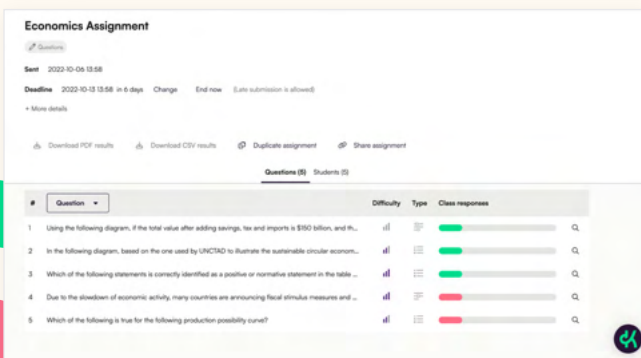 Economics Assignment
Questions
Sent 2022-10-06 13:58
Deadline 2022-10-13 13:58 in 6 days Change End now (Late submission is allowed)
+ More details
Download PDF results Download CSV results Duplicate assignment Share assignment
Questions (5) Students (5)
# Question Difficulty Type Class responses
1 Using the following diagram, if the total value after adding savings, tax and imports is $150 billion, and th...
2 In the following diagram, based on the one used by UNCTAD to illustrate the sustainable circular econom...
3 Which of the following statements is correctly identified as a positive or normative statement in the table ...
4 Due to the slowdown of economic activity, many countries are announcing fiscal stimulus measures and ...
5 Which of the following is true for the following production possibility curve?